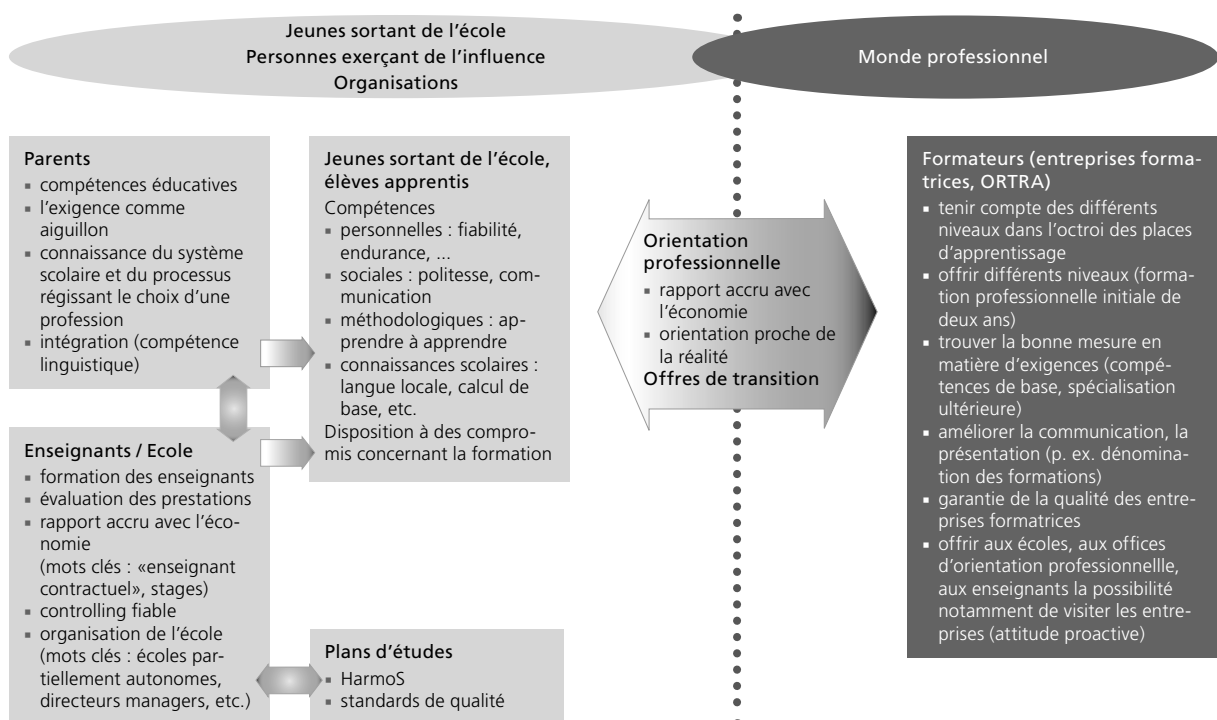 Jeunes sortant de l'école
Personnes exerçant de l'influence
Organisations
Monde professionnel
Parents
▪ compétences éducatives
▪ l'exigence comme
aiguillon
▪ connaissance du système
scolaire et du processus
régissant le choix d'une
profession
▪ intégration (compétence
linguistique)
Enseignants / Ecole
▪ formation des enseignants
▪ évaluation des prestations
▪ rapport accru avec l'éco-
nomie
(mots clés : «enseignant
contractuel», stages)
▪ controlling fiable
▪ organisation de l'école
(mots clés : écoles par-
tiellement autonomes,
directeurs managers, etc.)
Jeunes sortant de l'école,
élèves apprentis
Compétences
▪ personnelles : fiabilité,
endurance, ...
▪ sociales : politesse, com-
munication
▪ méthodologiques : ap-
prendre à apprendre
▪ connaissances scolaires :
langue locale, calcul de
base, etc.
Disposition à des compro-
mis concernant la formation
Plans d'études
▪ HarmoS
▪ standards de qualité
Orientation
professionnelle
▪ rapport accru avec
l'économie
▪ orientation proche de
la réalité
Offres de transition
Formateurs (entreprises forma-
trices, ORTRA)
▪ tenir compte des différents
niveaux dans l'octroi des places
d'apprentissage
▪ offrir différents niveaux (forma-
tion professionnelle initiale de
deux ans)
▪ trouver la bonne mesure en
matière d'exigences (compé-
tences de base, spécialisation
ultérieure)
▪ améliorer la communication, la
présentation (p. ex. dénomina-
tion des formations)
▪ garantie de la qualité des entre-
prises formatrices
▪ offrir aux écoles, aux offices
d'orientation professionnellle,
aux enseignants la possibilité
notamment de visiter les entre-
prises (attitude proactive)